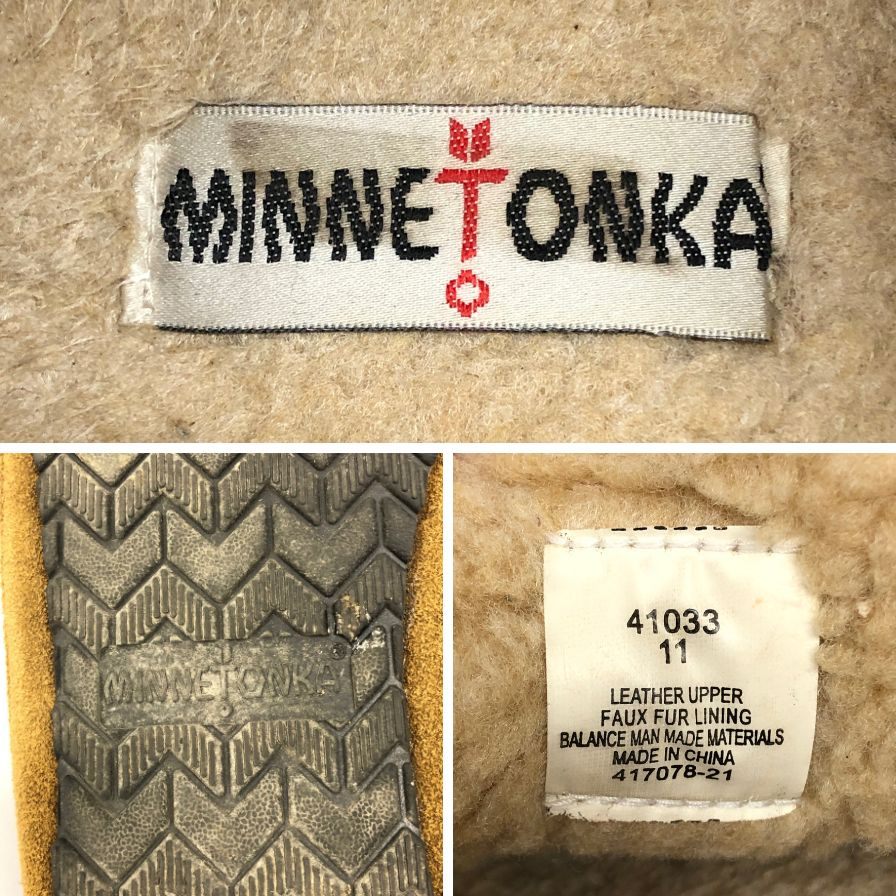 MINNETONKA
MINNETONKA
41033
11
LEATHER UPPER
FAUX FUR LINING
BALANCE MAN MADE MATERIALS
MADE IN CHINA
417078-21